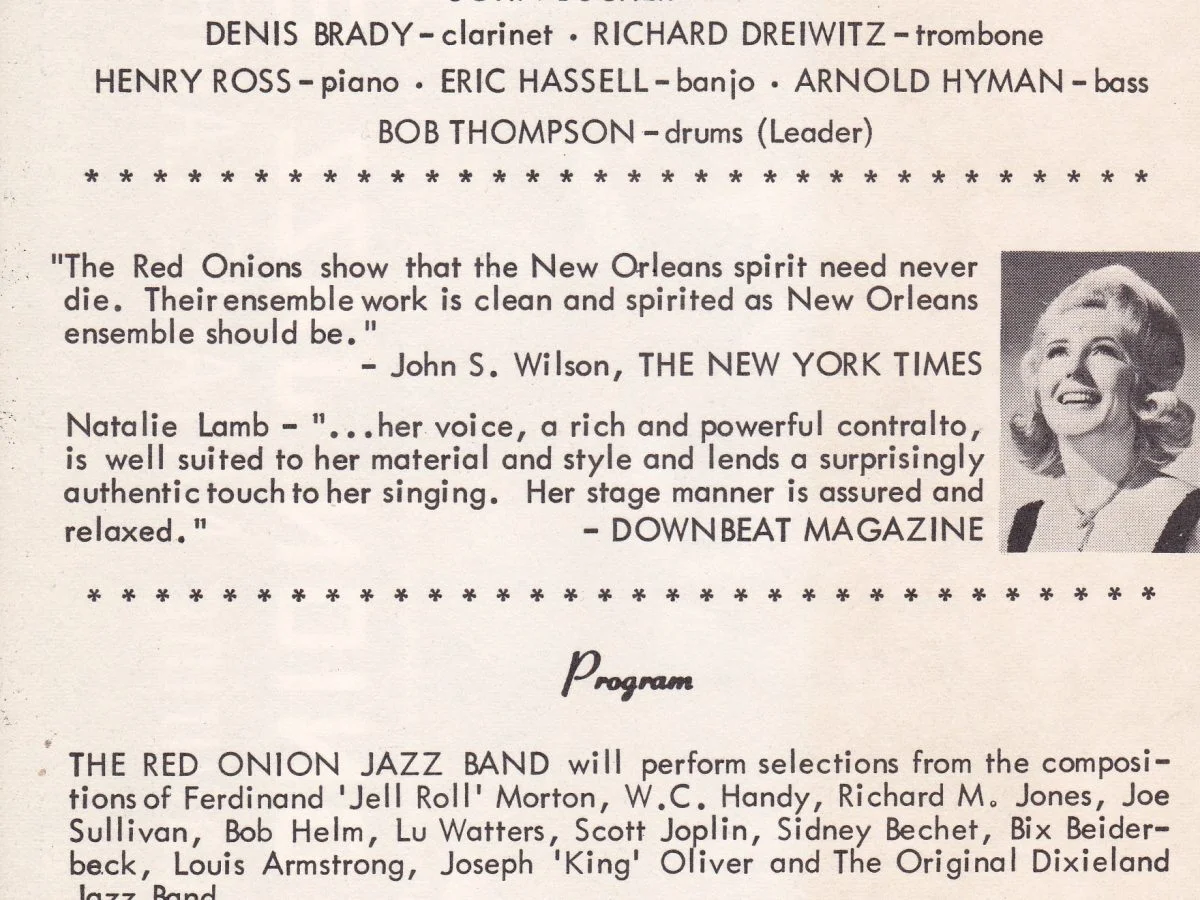 DENIS BRADY – clarinet • RICHARD DREIWITZ – trombone
HENRY ROSS – piano • ERIC HASSELL – banjo • ARNOLD HYMAN – bass
BOB THOMPSON – drums (Leader)
* * * * * * * * * * * * * * * * * * * * * * * * * * * * * * * *
"The Red Onions show that the New Orleans spirit need never
die. Their ensemble work is clean and spirited as New Orleans
ensemble should be."
– John S. Wilson, THE NEW YORK TIMES
Natalie Lamb – "...her voice, a rich and powerful contralto,
is well suited to her material and style and lends a surprisingly
authentic touch to her singing. Her stage manner is assured and
relaxed." – DOWNBEAT MAGAZINE
* * * * * * * * * * * * * * * * * * * * * * * * * * * * * * * *
Program
THE RED ONION JAZZ BAND will perform selections from the composi-
tions of Ferdinand 'Jell Roll' Morton, W.C. Handy, Richard M. Jones, Joe
Sullivan, Bob Helm, Lu Watters, Scott Joplin, Sidney Bechet, Bix Beider-
becke, Louis Armstrong, Joseph 'King' Oliver and The Original Dixieland
Jazz Band